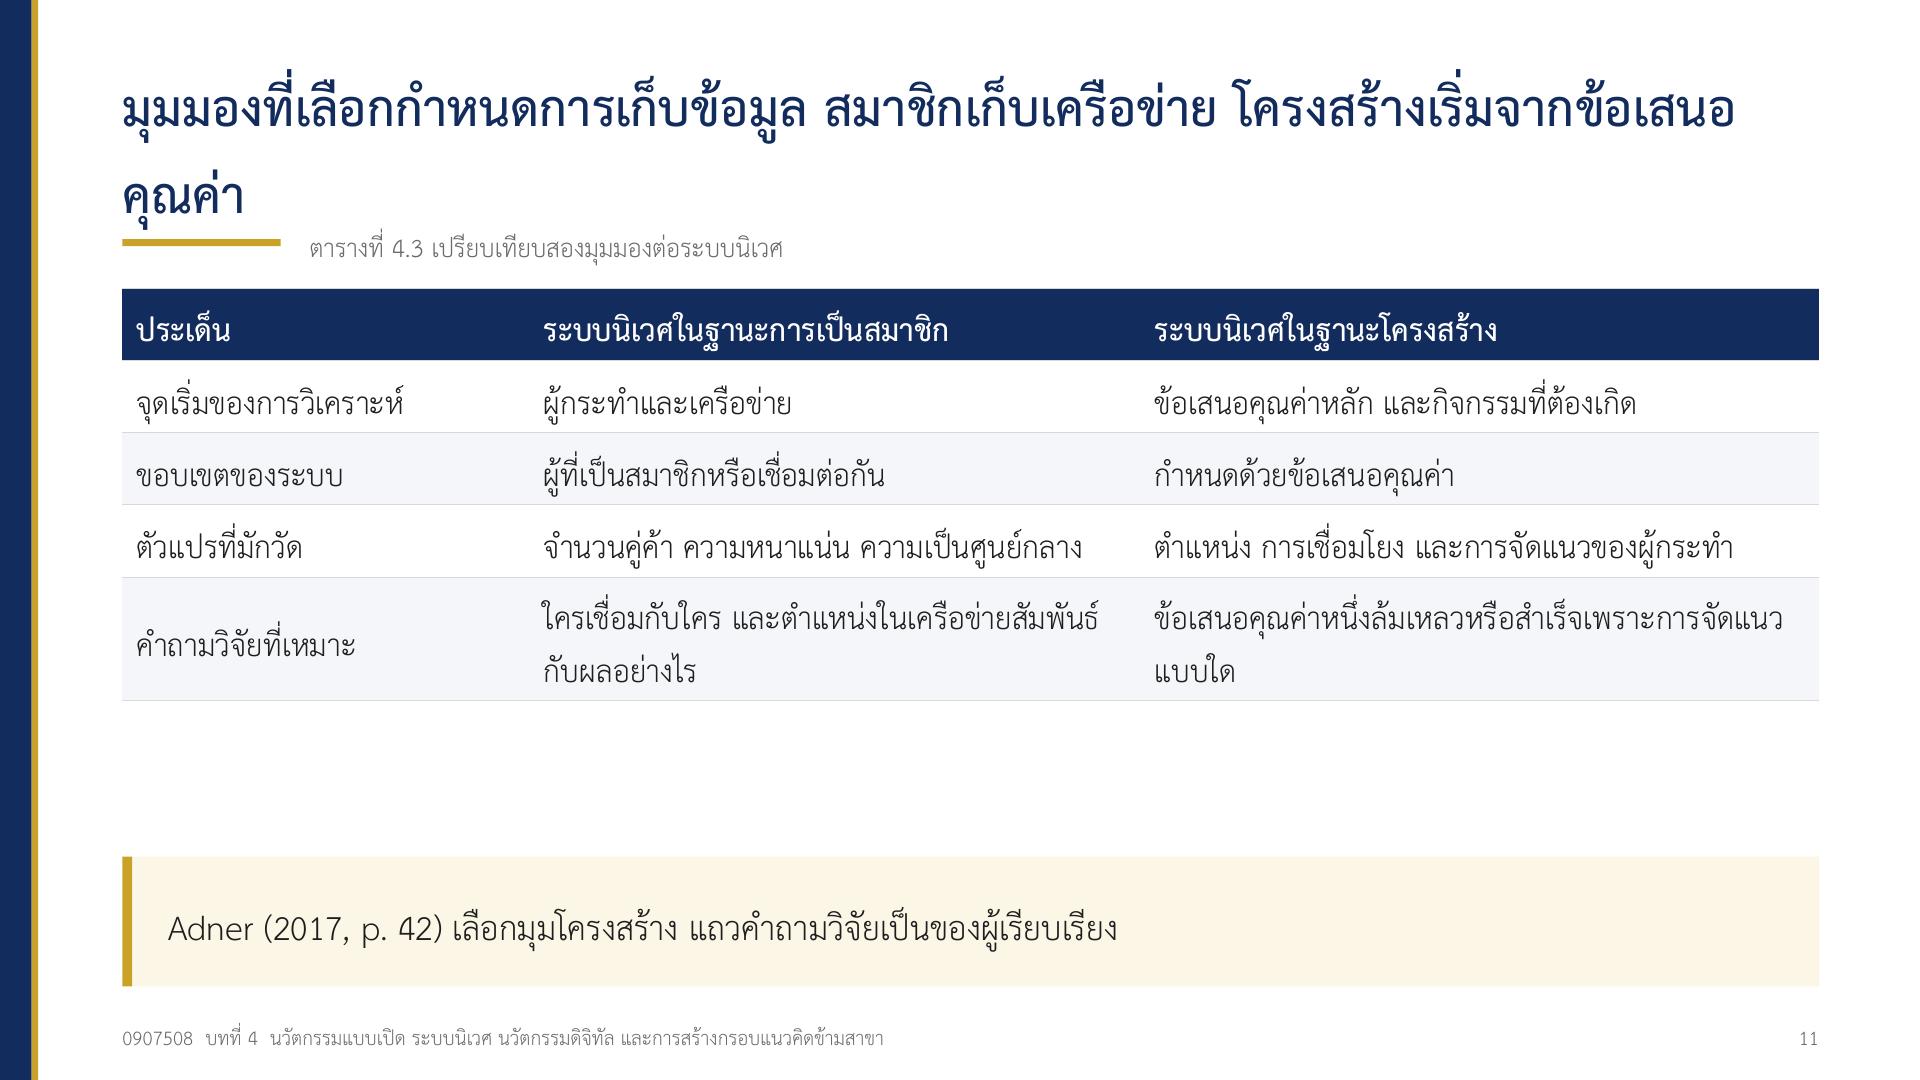 มุมมองที่เลือกกำหนดการเก็บข้อมูล สมาชิกเก็บเครือข่าย โครงสร้างเริ่มจากข้อเสนอ
คุณค่า
ตารางที่ 4.3 เปรียบเทียบสองมุมมองต่อระบบนิเวศ
ประเด็น ระบบนิเวศในฐานะการเป็นสมาชิก ระบบนิเวศในฐานะโครงสร้าง
จุดเริ่มของการวิเคราะห์ ผู้กระทำและเครือข่าย ข้อเสนอคุณค่าหลัก และกิจกรรมที่ต้องเกิด
ขอบเขตของระบบ ผู้ที่เป็นสมาชิกหรือเชื่อมต่อกัน กำหนดด้วยข้อเสนอคุณค่า
ตัวแปรที่มักวัด จำนวนคู่ค้า ความหนาแน่น ความเป็นศูนย์กลาง ตำแหน่ง การเชื่อมโยง และการจัดแนวของผู้กระทำ
คำถามวิจัยที่เหมาะ ใครเชื่อมกับใคร และตำแหน่งในเครือข่ายสัมพันธ์ ข้อเสนอคุณค่าหนึ่งล้มเหลวหรือสำเร็จเพราะการจัดแนว
กับผลอย่างไร แบบใด
Adner (2017, p. 42) เลือกมุมโครงสร้าง แถวคำถามวิจัยเป็นของผู้เรียบเรียง
0907508 บทที่ 4 นวัตกรรมแบบเปิด ระบบนิเวศ นวัตกรรมดิจิทัล และการสร้างกรอบแนวคิดข้ามสาขา 11